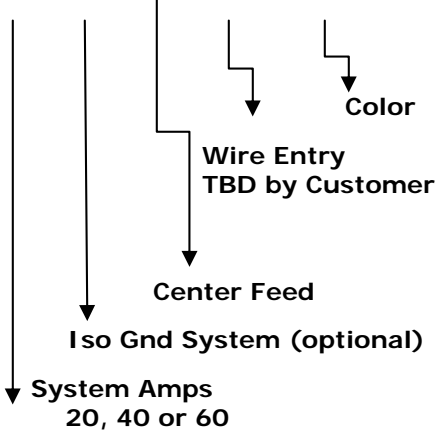 Color
Wire Entry
TBD by Customer
Center Feed
Iso Gnd System (optional)
System Amps
20, 40 or 60